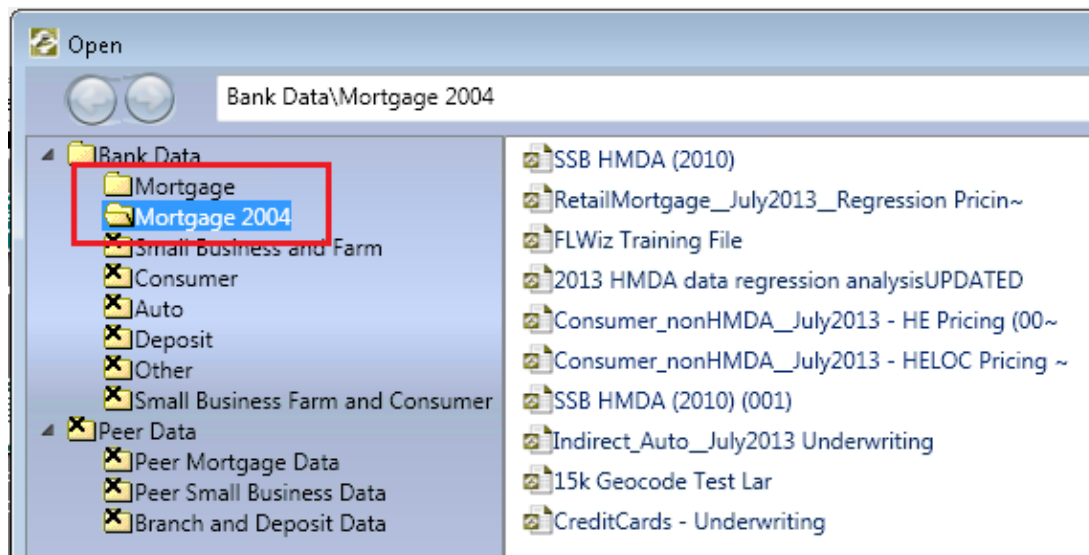 Open
Bank Data\Mortgage 2004
Bank Data
Mortgage
Mortgage 2004
Small Business and Farm
Consumer
Auto
Deposit
Other
Small Business Farm and Consumer
Peer Data
Peer Mortgage Data
Peer Small Business Data
Branch and Deposit Data
SSB HMDA (2010)
RetailMortgage__July2013__Regression Pricin~
FLWiz Training File
2013 HMDA data regression analysisUPDATED
Consumer_nonHMDA__July2013 - HE Pricing (00~
Consumer_nonHMDA__July2013 - HELOC Pricing ~
SSB HMDA (2010) (001)
Indirect_Auto__July2013 Underwriting
15k Geocode Test Lar
CreditCards - Underwriting